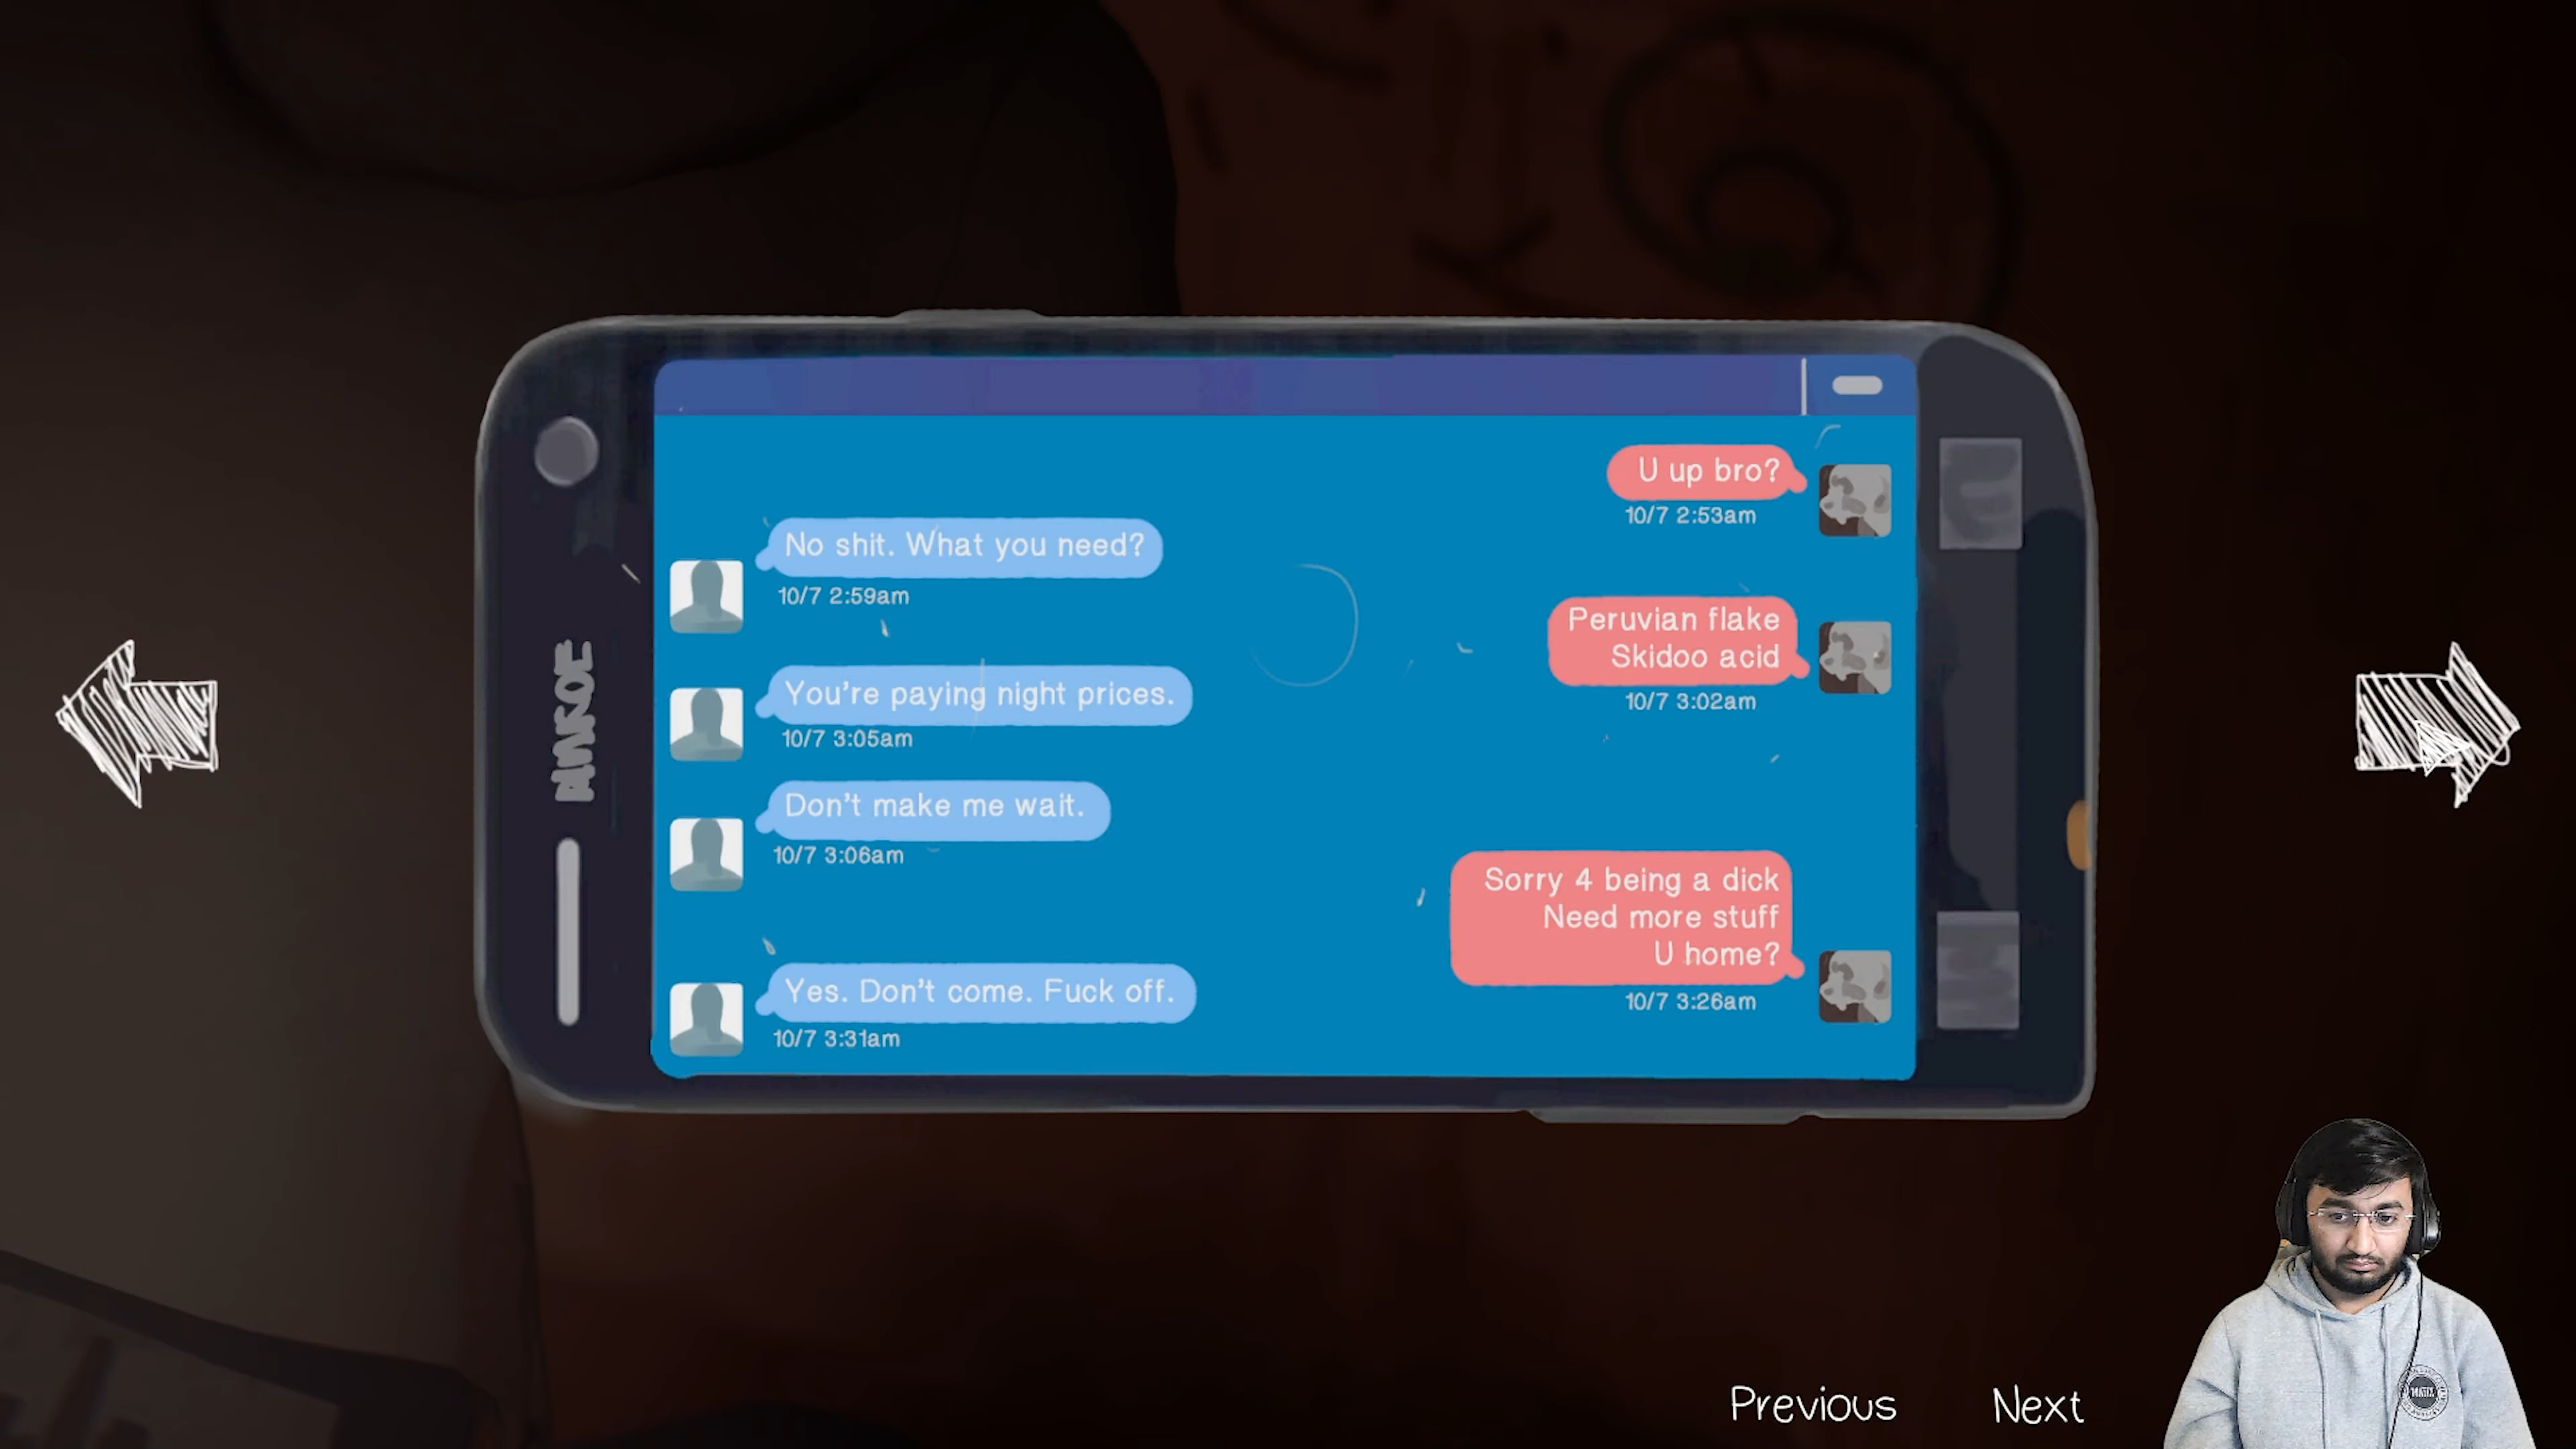 U up bro?
10/7 2:53am
No shit. What you need?
10/7 2:59am
Peruvian flake
Skidoo acid
10/7 3:02am
You're paying night prices.
10/7 3:05am
Don't make me wait.
10/7 3:06am
Sorry 4 being a dick
Need more stuff
U home?
10/7 3:26am
Yes. Don't come. Fuck off.
10/7 3:31am
Previous
Next